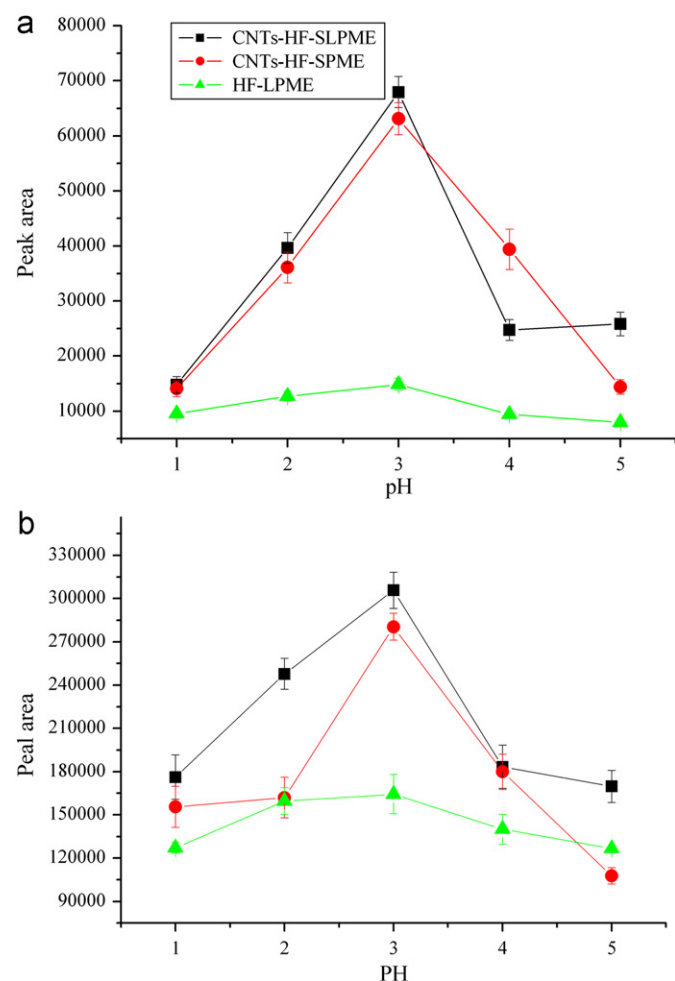 a
CNTs-HF-SLPME
CNTs-HF-SPME
HF-LPME
80000
70000
60000
50000
40000
30000
20000
10000
Peak area
1 2 3 4 5
pH
b
330000
300000
270000
240000
210000
180000
150000
120000
90000
Peal area
1 2 3 4 5
PH